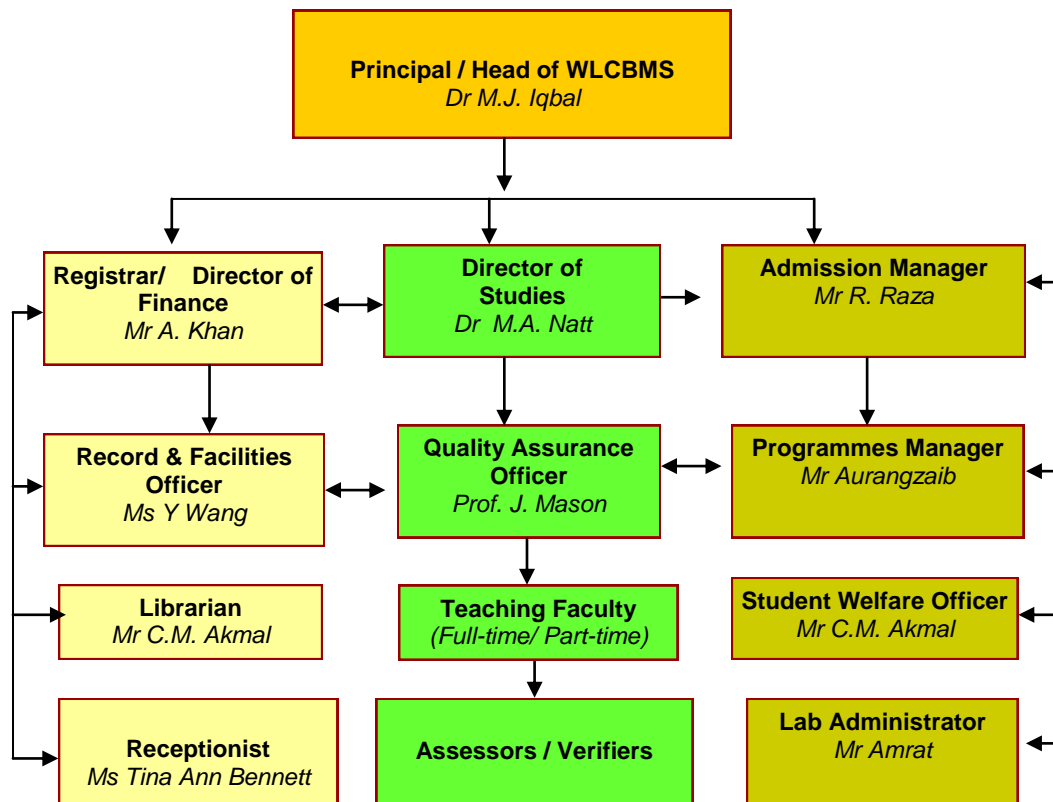 Principal / Head of WLCBMS
Dr M.J. Iqbal
Registrar/ Director of
Finance
Mr A. Khan
Director of
Studies
Dr M.A. Natt
Admission Manager
Mr R. Raza
Record & Facilities
Officer
Ms Y Wang
Quality Assurance
Officer
Prof. J. Mason
Programmes Manager
Mr Aurangzaib
Librarian
Mr C.M. Akmal
Teaching Faculty
(Full-time/ Part-time)
Student Welfare Officer
Mr C.M. Akmal
Receptionist
Ms Tina Ann Bennett
Assessors / Verifiers
Lab Administrator
Mr Amrat